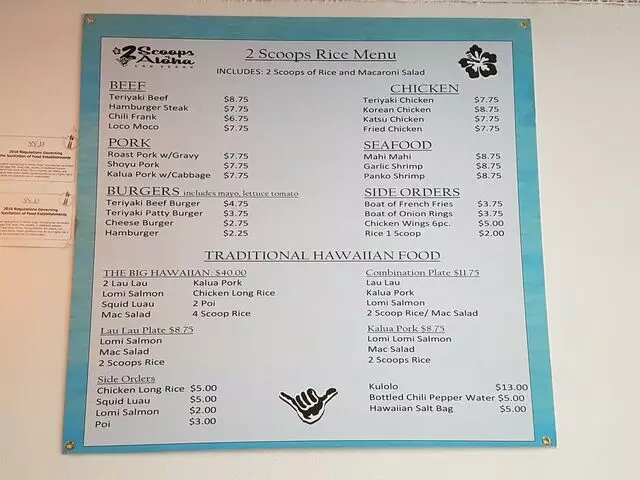 2 Scoops
of Aloha
LAS VEGAS
2 Scoops Rice Menu
INCLUDES: 2 Scoops of Rice and Macaroni Salad
BEEF
Teriyaki Beef $8.75
Hamburger Steak $7.75
Chili Frank $6.75
Loco Moco $7.75
PORK
Roast Pork w/Gravy $7.75
Shoyu Pork $7.75
Kalua Pork w/Cabbage $7.75
BURGERS includes mayo, lettuce tomato
Teriyaki Beef Burger $4.75
Teriyaki Patty Burger $3.75
Cheese Burger $2.75
Hamburger $2.25
CHICKEN
Teriyaki Chicken $7.75
Korean Chicken $8.75
Katsu Chicken $7.75
Fried Chicken $7.75
SEAFOOD
Mahi Mahi $8.75
Garlic Shrimp $8.75
Panko Shrimp $8.75
SIDE ORDERS
Boat of French Fries $3.75
Boat of Onion Rings $3.75
Chicken Wings 6pc. $5.00
Rice 1 Scoop $2.00
TRADITIONAL HAWAIIAN FOOD
THE BIG HAWAIIAN: $40.00
2 Lau Lau Kalua Pork
Lomi Salmon Chicken Long Rice
Squid Luau 2 Poi
Mac Salad 4 Scoop Rice
Lau Lau Plate $8.75
Lomi Lomi Salmon
Mac Salad
2 Scoops Rice
Side Orders
Chicken Long Rice $5.00
Squid Luau $5.00
Lomi Salmon $2.00
Poi $3.00
Combination Plate $11.75
Lau Lau
Kalua Pork
Lomi Salmon
2 Scoop Rice/ Mac Salad
Kalua Pork $8.75
Lomi Lomi Salmon
Mac Salad
2 Scoops Rice
Kulolo $13.00
Bottled Chili Pepper Water $5.00
Hawaiian Salt Bag $5.00
2010 Regulations Governing
the Sanitation of Food Establishments
2010 Regulations Governing
Sanitation of Food Establishments